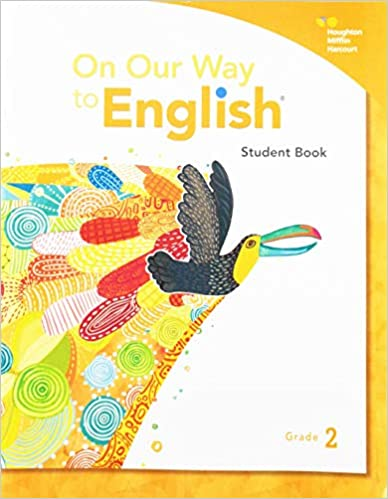 Houghton
Mifflin
Harcourt
On Our Way
to English®
Student Book
Grade 2